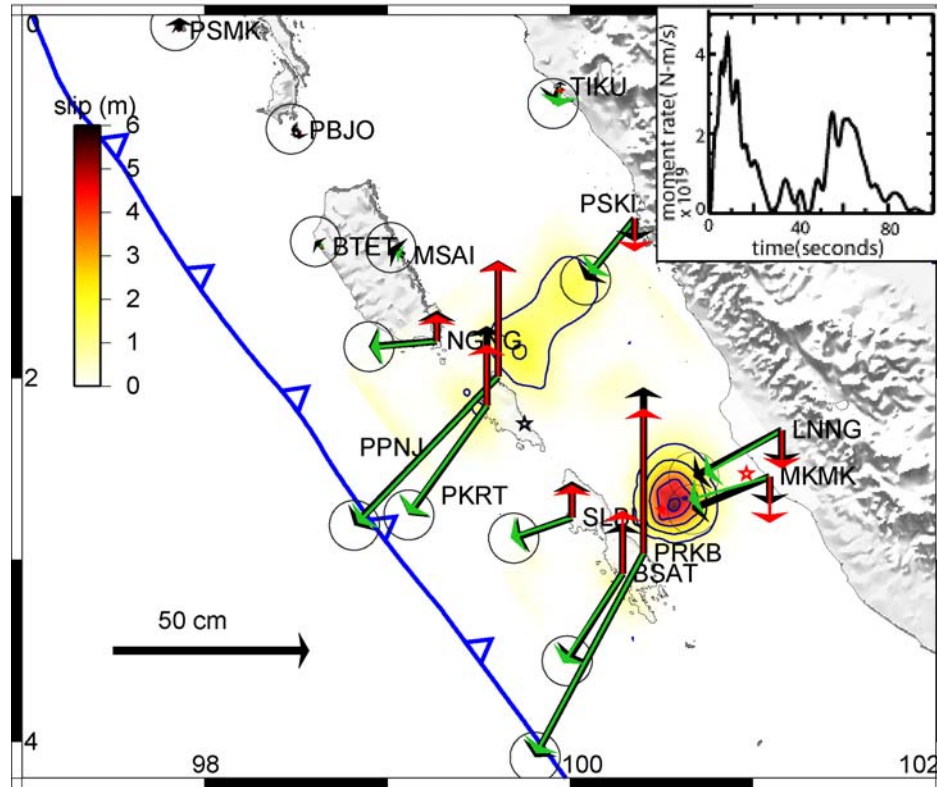 0
PSMK
TIKU
slip (m)
6
5
4
3
2
1
0
PBJO
4
2
0
moment rate( N-m/s)
x 10^19
0
40
80
time(seconds)
PSKI
BTET
MSAI
NGNG
2
LNNG
PPNJ
MKMK
PKRT
SLBU
PRKB
BSAT
50 cm
4
98
100
102